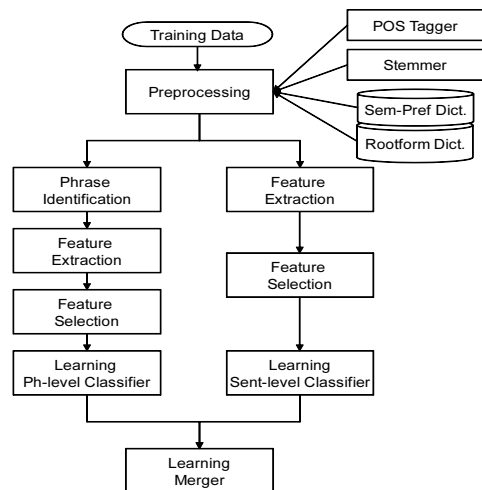 Training Data
POS Tagger
Stemmer
Preprocessing
Sem-Pref Dict.
Rootform Dict.
Phrase
Identification
Feature
Extraction
Feature
Selection
Learning
Ph-level Classifier
Feature
Extraction
Feature
Selection
Learning
Sent-level Classifier
Learning
Merger